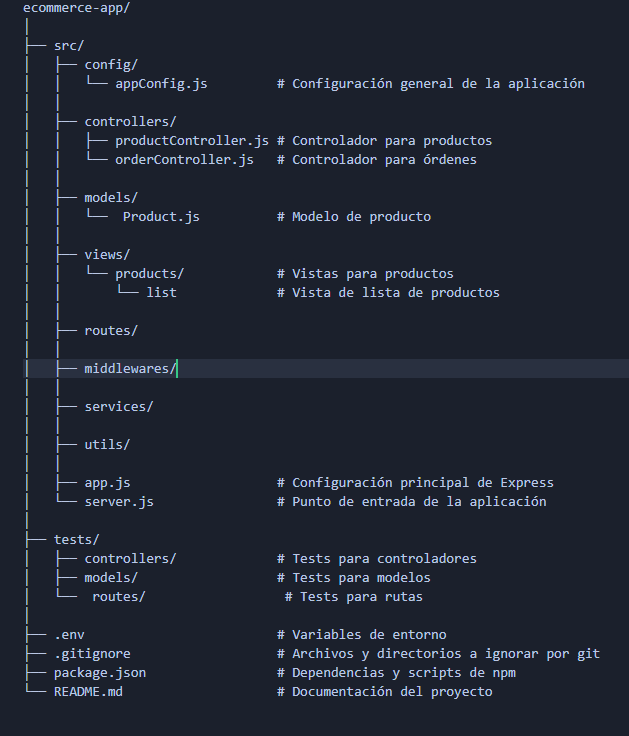 ecommerce-app/
│
├── src/
│   ├── config/
│   │   └── appConfig.js         # Configuración general de la aplicación
│   │
│   ├── controllers/
│   │   ├── productController.js # Controlador para productos
│   │   └── orderController.js   # Controlador para órdenes
│   │
│   ├── models/
│   │   └──  Product.js          # Modelo de producto
│   │
│   ├── views/
│   │   └── products/            # Vistas para productos
│   │       └── list             # Vista de lista de productos
│   │
│   ├── routes/
│   │
│   ├── middlewares/
│   │
│   ├── services/
│   │
│   ├── utils/
│   │
│   ├── app.js                   # Configuración principal de Express
│   └── server.js                # Punto de entrada de la aplicación
│
├── tests/
│   ├── controllers/             # Tests para controladores
│   ├── models/                  # Tests para modelos
│   └──  routes/                  # Tests para rutas
│
├── .env                         # Variables de entorno
├── .gitignore                   # Archivos y directorios a ignorar por git
├── package.json                 # Dependencias y scripts de npm
└── README.md                    # Documentación del proyecto